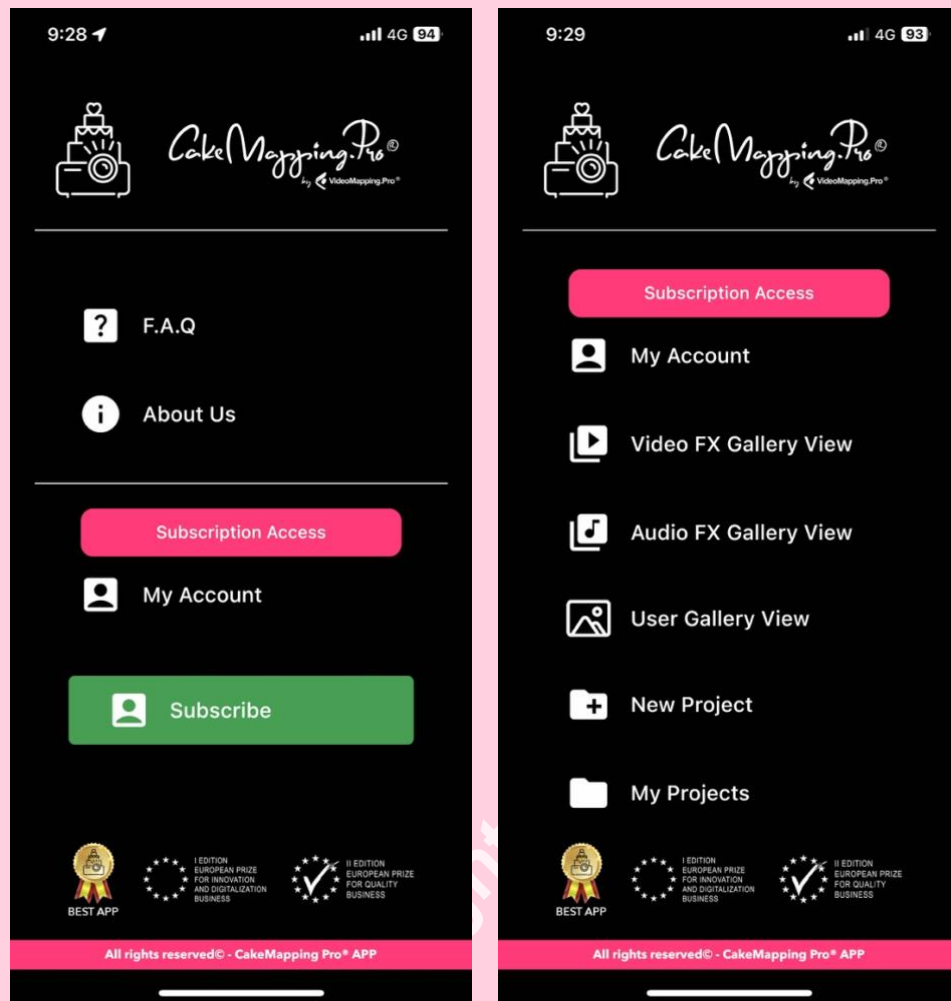 9:28
4G 94
CakeMapping.Pro®
by VideoMapping.Pro®
F.A.Q
About Us
Subscription Access
My Account
Subscribe
BEST APP
I EDITION
EUROPEAN PRIZE
FOR INNOVATION
AND DIGITALIZATION
BUSINESS
II EDITION
EUROPEAN PRIZE
FOR QUALITY
BUSINESS
All rights reserved© - CakeMapping Pro® APP
9:29
4G 93
CakeMapping.Pro®
by VideoMapping.Pro®
Subscription Access
My Account
Video FX Gallery View
Audio FX Gallery View
User Gallery View
New Project
My Projects
BEST APP
I EDITION
EUROPEAN PRIZE
FOR INNOVATION
AND DIGITALIZATION
BUSINESS
II EDITION
EUROPEAN PRIZE
FOR QUALITY
BUSINESS
All rights reserved© - CakeMapping Pro® APP